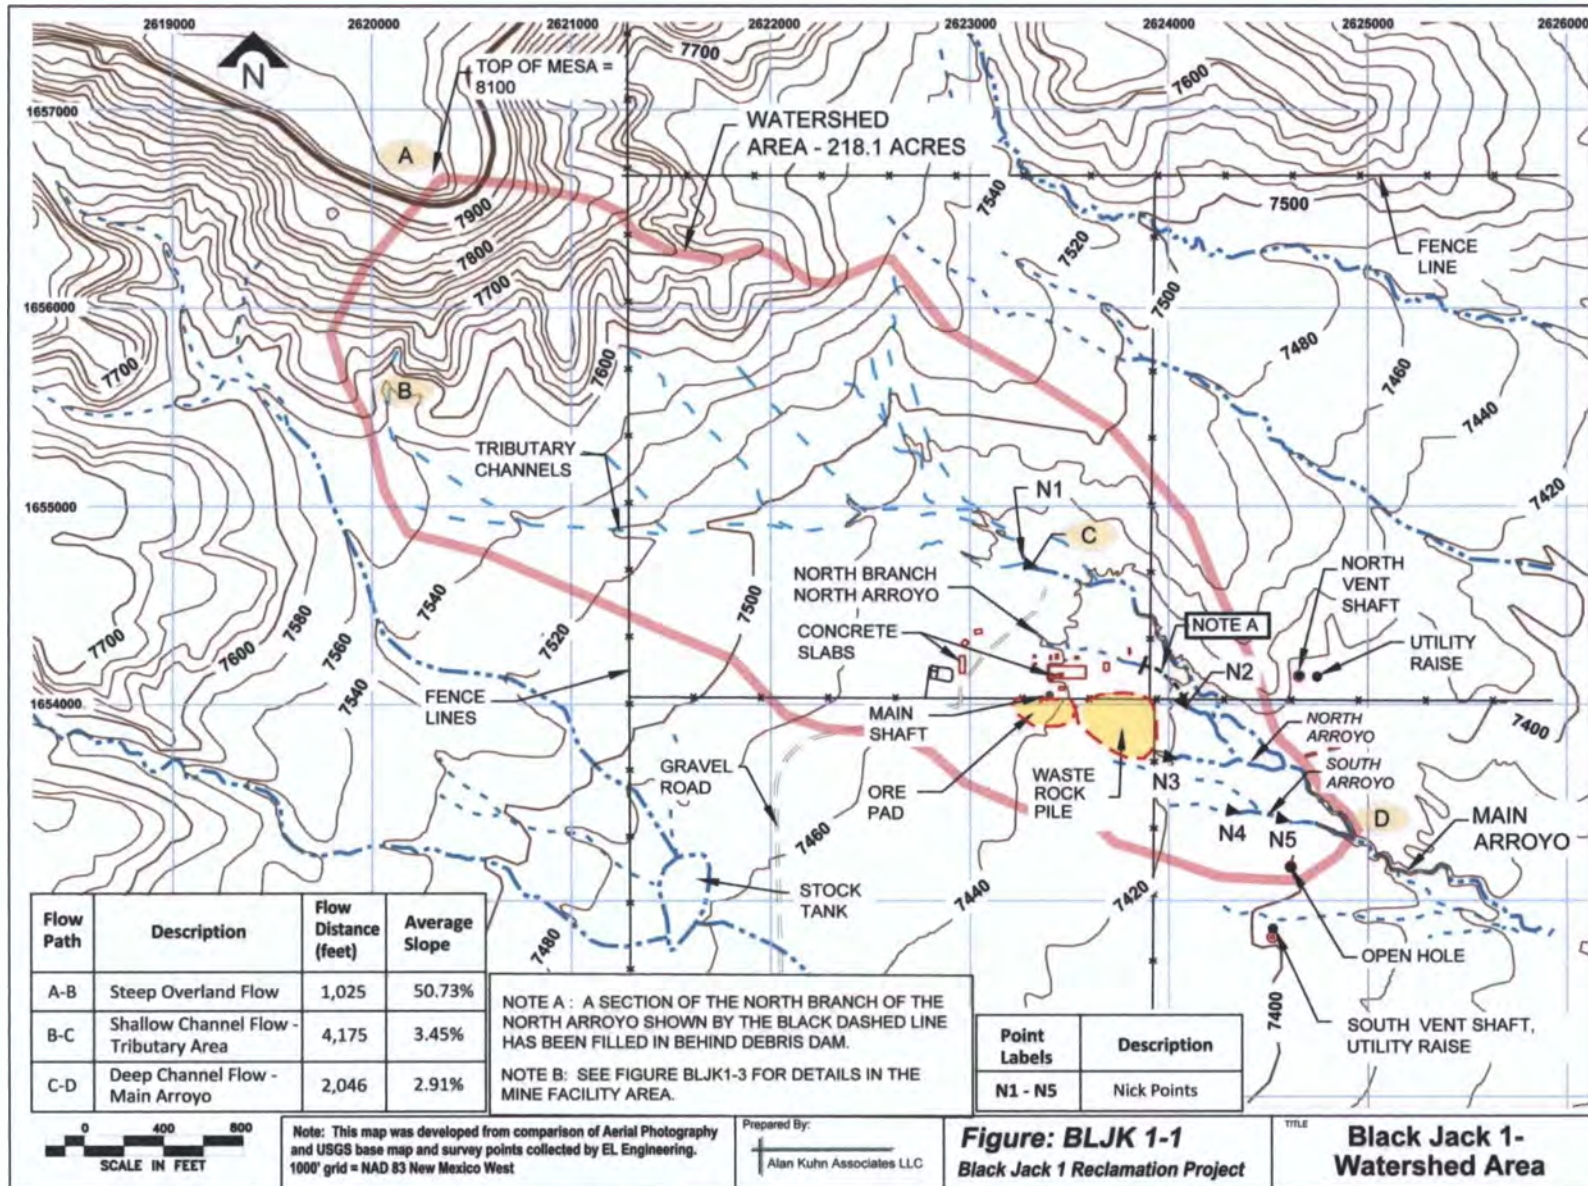 2619000 2620000 2621000 2622000 2623000 2624000 2625000 2626000
N
TOP OF MESA =
8100
7700
7600
1657000
WATERSHED
AREA - 218.1 ACRES
A
7540
7500
7900
7520
FENCE
LINE
7800
7700
7500
1656000
7480
7700
7600
7460
B
7440
TRIBUTARY
CHANNELS
7420
1655000
N1
C
NORTH BRANCH
NORTH ARROYO
NORTH
VENT
SHAFT
7540
7500
7580
NOTE A
7700
CONCRETE
SLABS
UTILITY
RAISE
7600
7560
7520
N2
7540
FENCE
LINES
1654000
MAIN
SHAFT
NORTH
ARROYO
7400
GRAVEL
ROAD
SOUTH
ARROYO
N3
ORE
PAD
WASTE
ROCK
PILE
D
MAIN
ARROYO
N4
N5
7460
STOCK
TANK
7440
7420
7480
OPEN HOLE
7400
SOUTH VENT SHAFT,
UTILITY RAISE
Flow Path Description Flow Distance (feet) Average Slope
A-B Steep Overland Flow 1,025 50.73%
B-C Shallow Channel Flow - Tributary Area 4,175 3.45%
C-D Deep Channel Flow - Main Arroyo 2,046 2.91%
NOTE A : A SECTION OF THE NORTH BRANCH OF THE
NORTH ARROYO SHOWN BY THE BLACK DASHED LINE
HAS BEEN FILLED IN BEHIND DEBRIS DAM.
NOTE B: SEE FIGURE BLJK1-3 FOR DETAILS IN THE
MINE FACILITY AREA.
Point Labels Description
N1 - N5 Nick Points
0 400 800
SCALE IN FEET
Note: This map was developed from comparison of Aerial Photography
and USGS base map and survey points collected by EL Engineering.
1000' grid = NAD 83 New Mexico West
Prepared By:
Alan Kuhn Associates LLC
Figure: BLJK 1-1
Black Jack 1 Reclamation Project
TITLE
Black Jack 1-
Watershed Area